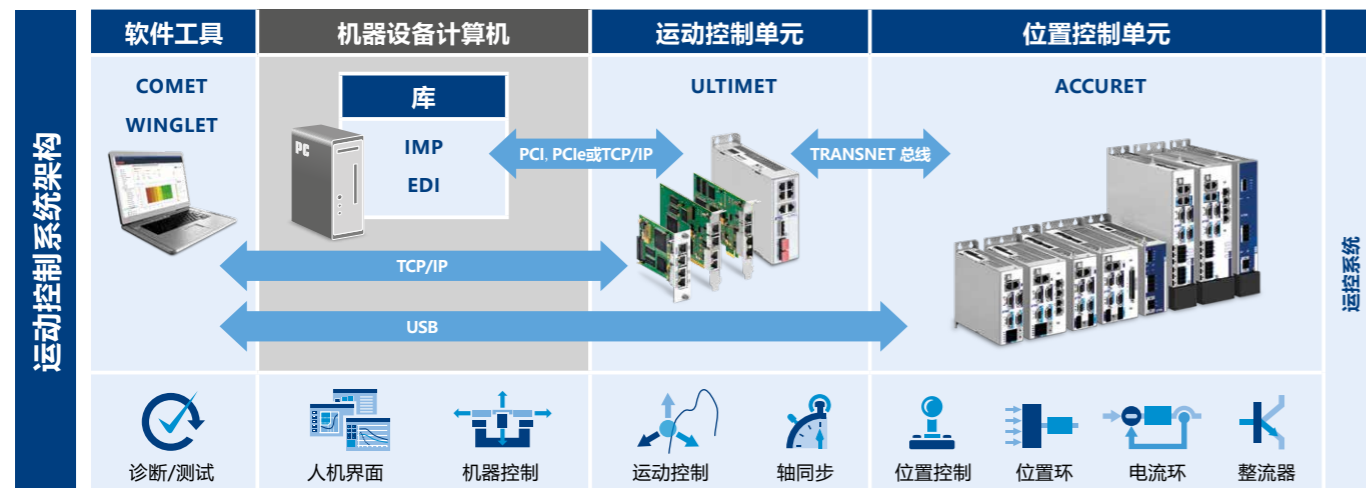 运动控制系统架构
软件工具
机器设备计算机
运动控制单元
位置控制单元
COMET
WINGLET
库
PC
IMP
EDI
PCI, PCIe或TCP/IP
ULTIMET
TRANSNET 总线
ACCURET
TCP/IP
USB
运控系统
诊断/测试
人机界面
机器控制
运动控制
轴同步
位置控制
位置环
电流环
整流器